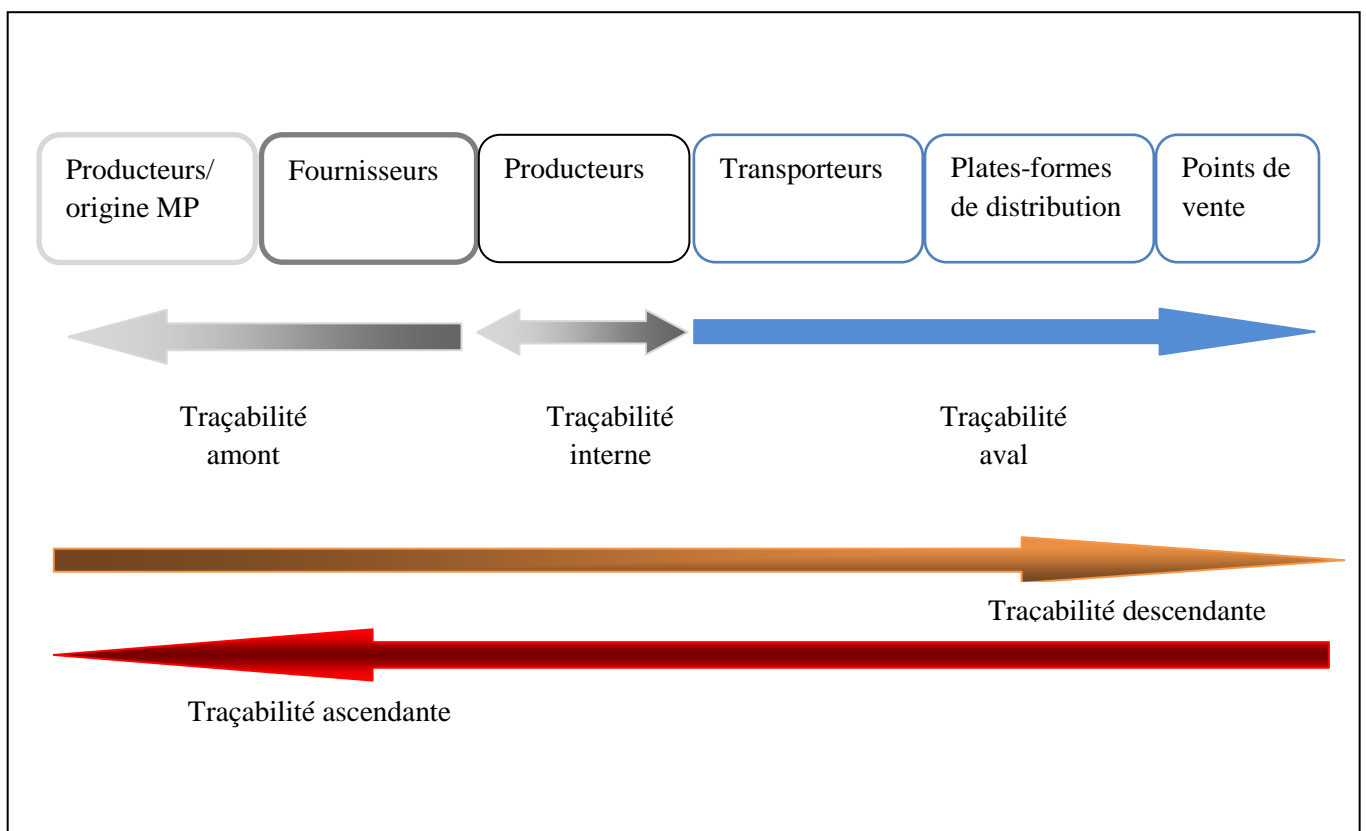 Producteurs/
origine MP
Fournisseurs
Producteurs
Transporteurs
Plates-formes
de distribution
Points de
vente
Traçabilité
amont
Traçabilité
interne
Traçabilité
aval
Tracabilité descendante
Traçabilité ascendante